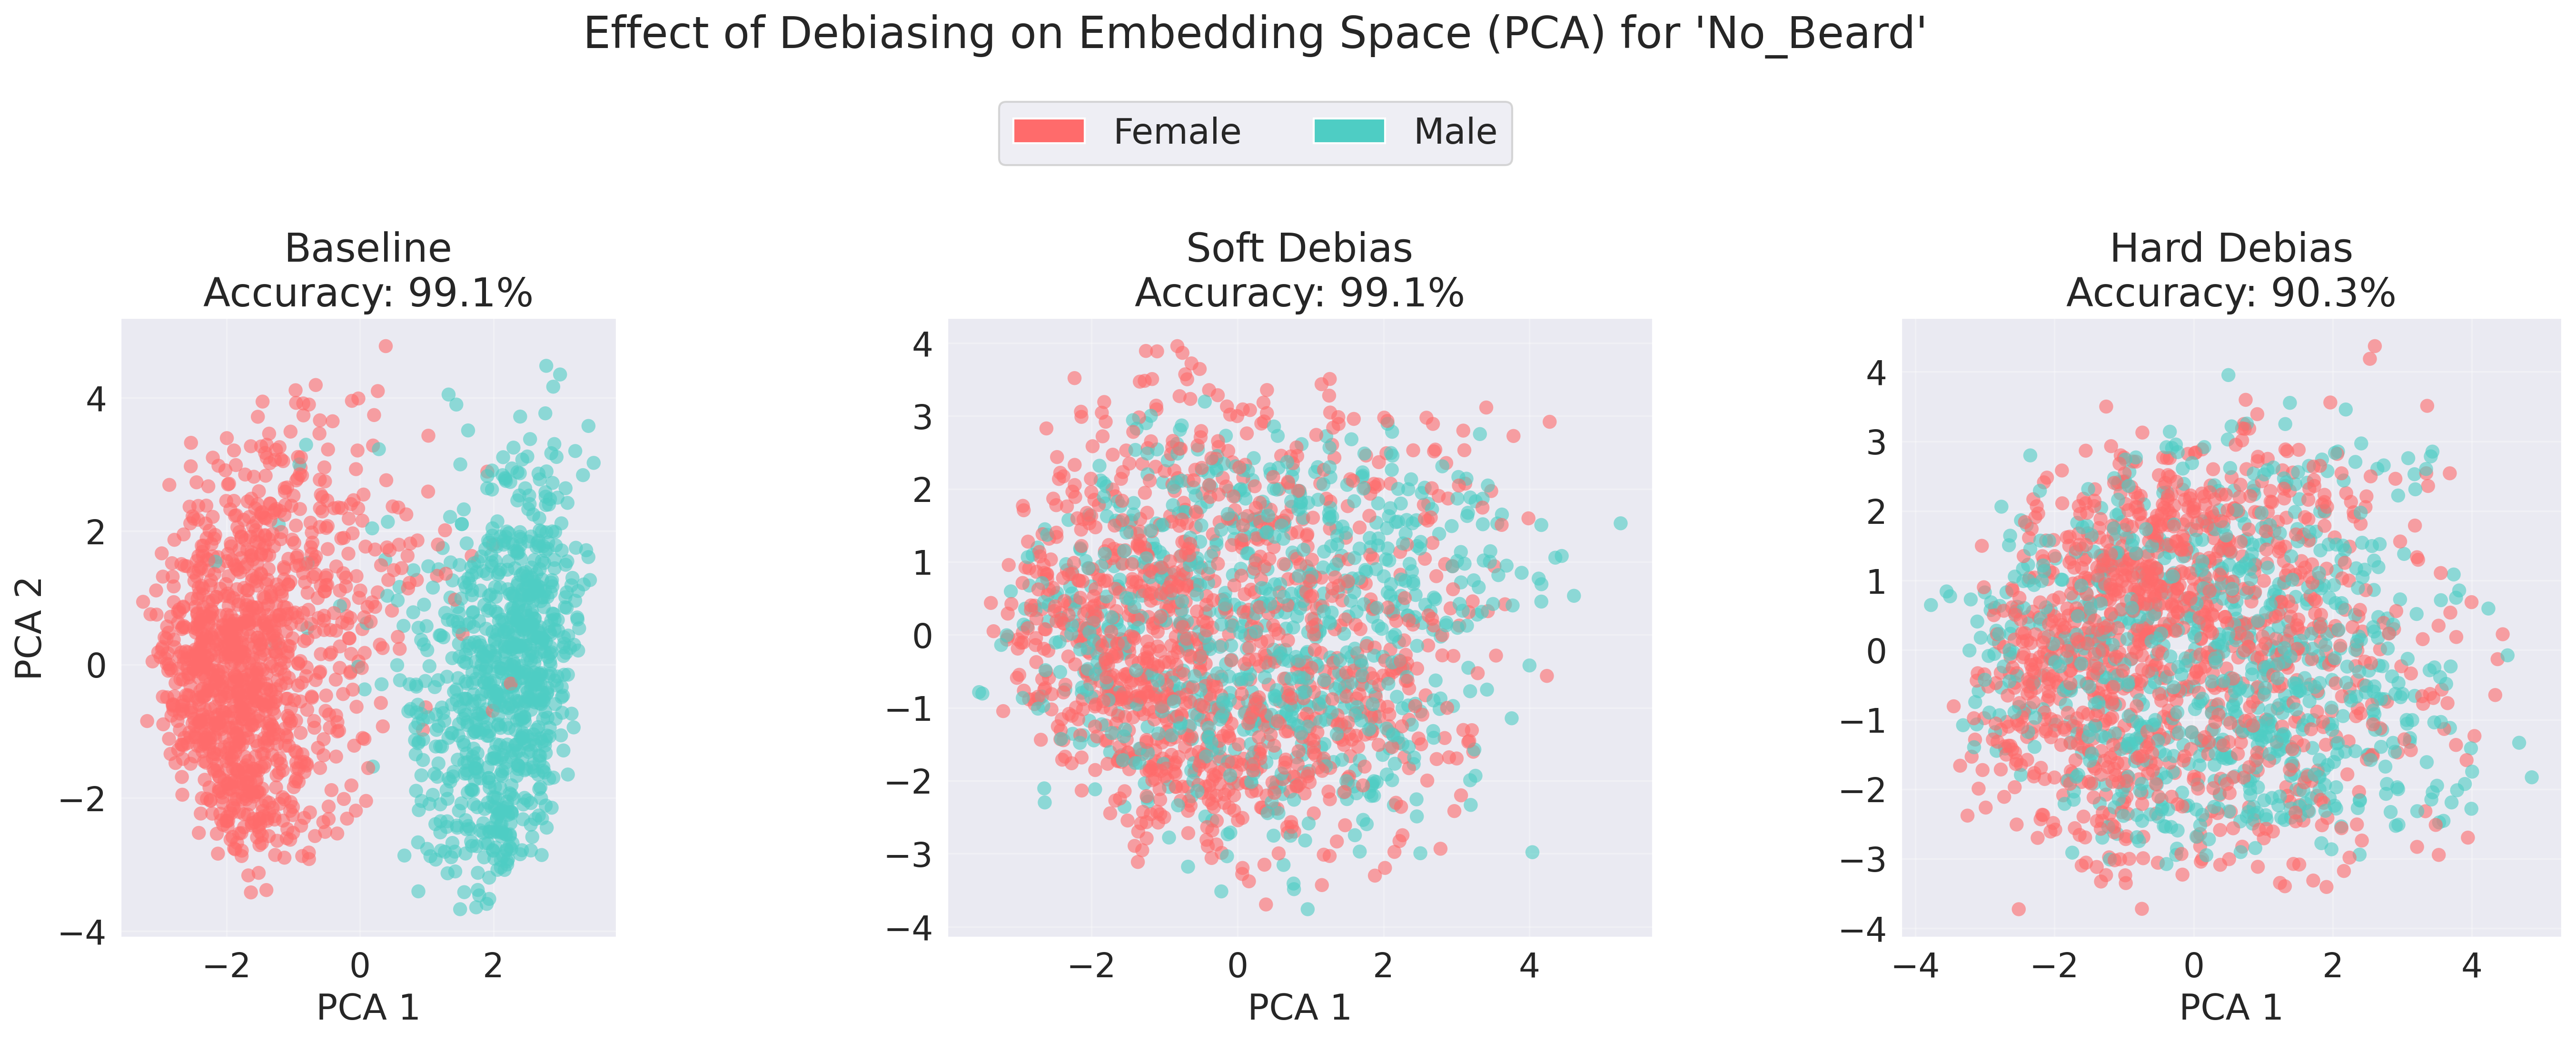 Effect of Debiasing on Embedding Space (PCA) for 'No_Beard'
Female Male
Baseline
Accuracy: 99.1%
Soft Debias
Accuracy: 99.1%
Hard Debias
Accuracy: 90.3%
PCA 2
4
2
0
−2
−4
−2 0 2
PCA 1
4
3
2
1
0
−1
−2
−3
−4
−2 0 2 4
PCA 1
4
3
2
1
0
−1
−2
−3
−4
−4 −2 0 2 4
PCA 1